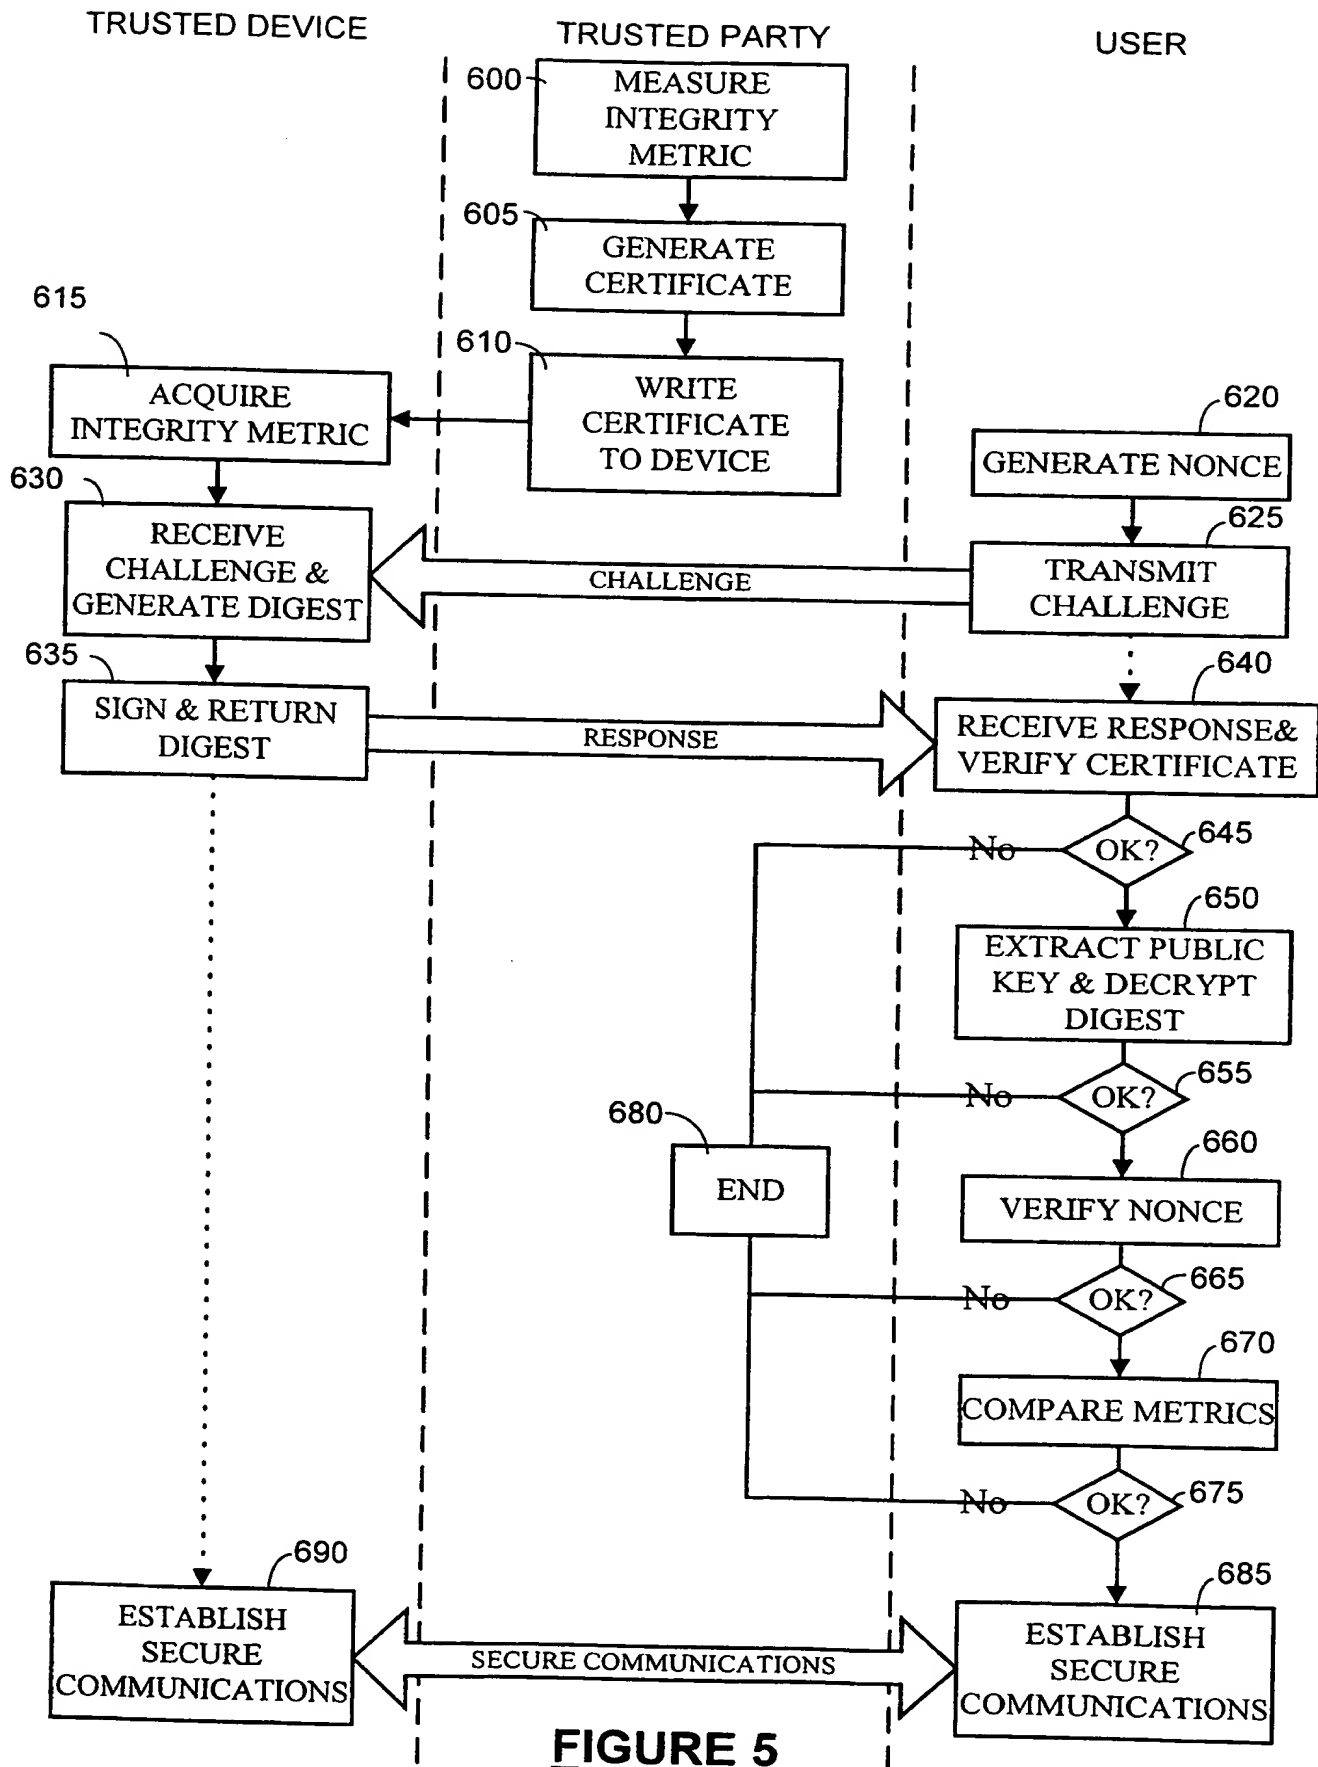 TRUSTED DEVICE
TRUSTED PARTY
USER
600
MEASURE
INTEGRITY
METRIC
605
GENERATE
CERTIFICATE
610
WRITE
CERTIFICATE
TO DEVICE
615
ACQUIRE
INTEGRITY METRIC
620
GENERATE NONCE
625
TRANSMIT
CHALLENGE
630
RECEIVE
CHALLENGE &
GENERATE DIGEST
CHALLENGE
635
SIGN & RETURN
DIGEST
RESPONSE
640
RECEIVE RESPONSE&
VERIFY CERTIFICATE
No
OK?
645
650
EXTRACT PUBLIC
KEY & DECRYPT
DIGEST
No
OK?
655
680
END
660
VERIFY NONCE
No
OK?
665
670
COMPARE METRICS
No
OK?
675
690
ESTABLISH
SECURE
COMMUNICATIONS
SECURE COMMUNICATIONS
685
ESTABLISH
SECURE
COMMUNICATIONS
FIGURE 5